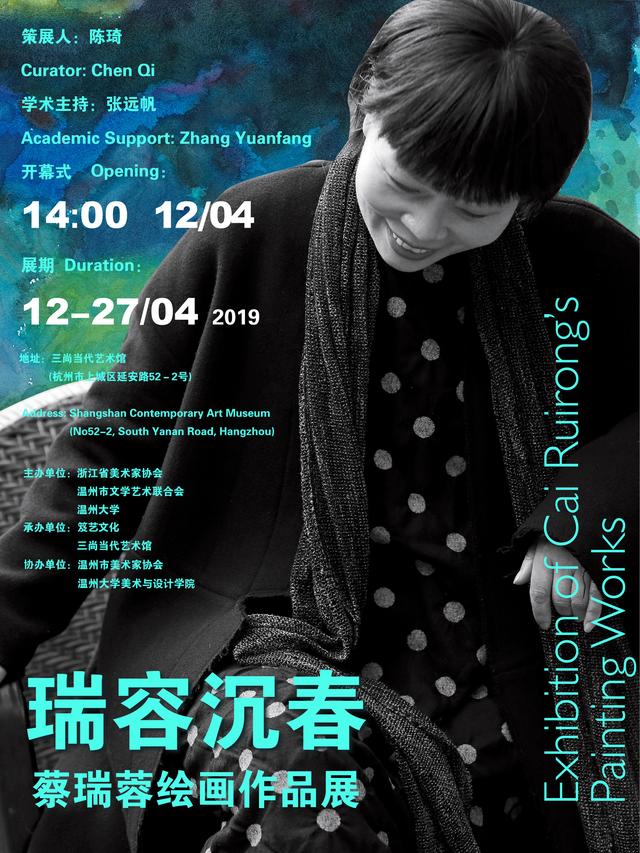 策展人：陈琦
Curator: Chen Qi
学术主持：张远帆
Academic Support: Zhang Yuanfang
开幕式 Opening:
14:00 12/04
展期 Duration:
12-27/04 2019
地址：三尚当代艺术馆
(杭州市上城区延安路52-2号)
Address: Shangshan Contemporary Art Museum
(No52-2, South Yanan Road, Hangzhou)
主办单位：浙江省美术家协会
温州市文学艺术联合会
温州大学
承办单位：笈艺文化
三尚当代艺术馆
协办单位：温州市美术家协会
温州大学美术与设计学院
瑞容沉春
蔡瑞蓉绘画作品展
Exhibition of Cai Ruirong's
Painting Works